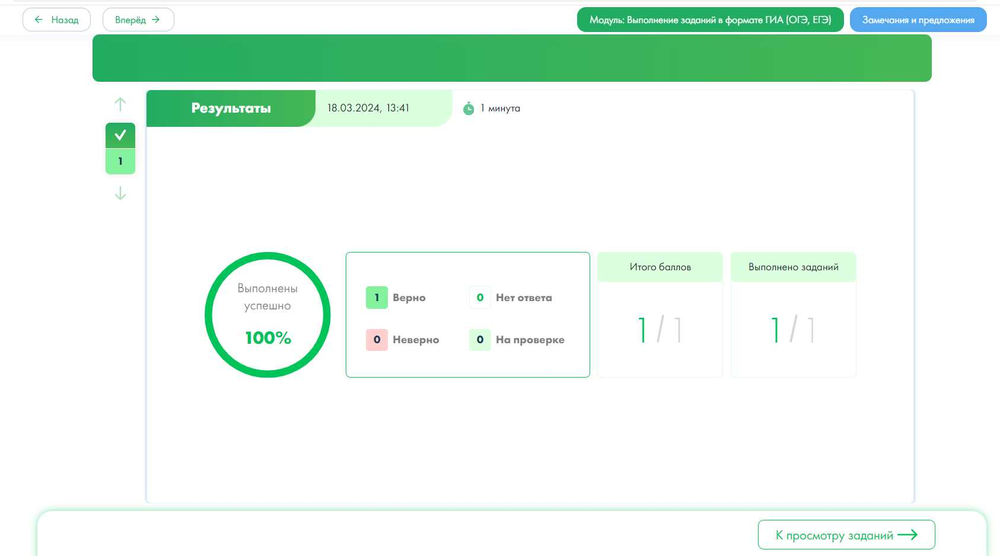 Назад
Вперёд
Модуль: Выполнение заданий в формате ГИА (ОГЭ, ЕГЭ)
Замечания и предложения
Результаты
18.03.2024, 13:41
1 минута
1
Выполнены
успешно
100%
1 Верно
0 Нет ответа
0 Неверно
0 На проверке
Итого баллов
1 / 1
Выполнено заданий
1 / 1
К просмотру заданий